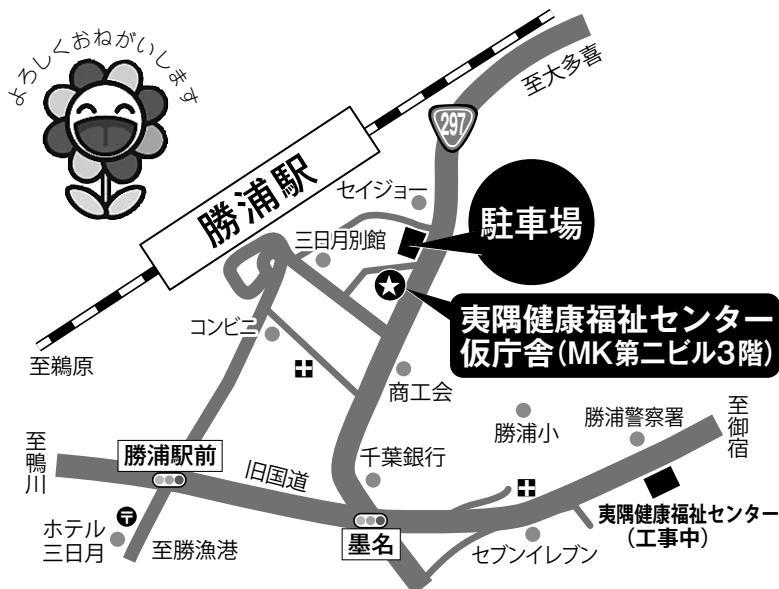 よろしくおねがいします
至大多喜
297
勝浦駅
セイジョー
駐車場
三日月別館
夷隅健康福祉センター
仮庁舎(MK第二ビル3階)
コンビニ
至鵜原
商工会
勝浦小
勝浦警察署
至御宿
至鴨川
勝浦駅前
旧国道
千葉銀行
〒
ホテル
三日月
至勝漁港
墨名
セブンイレブン
夷隅健康福祉センター
(工事中)